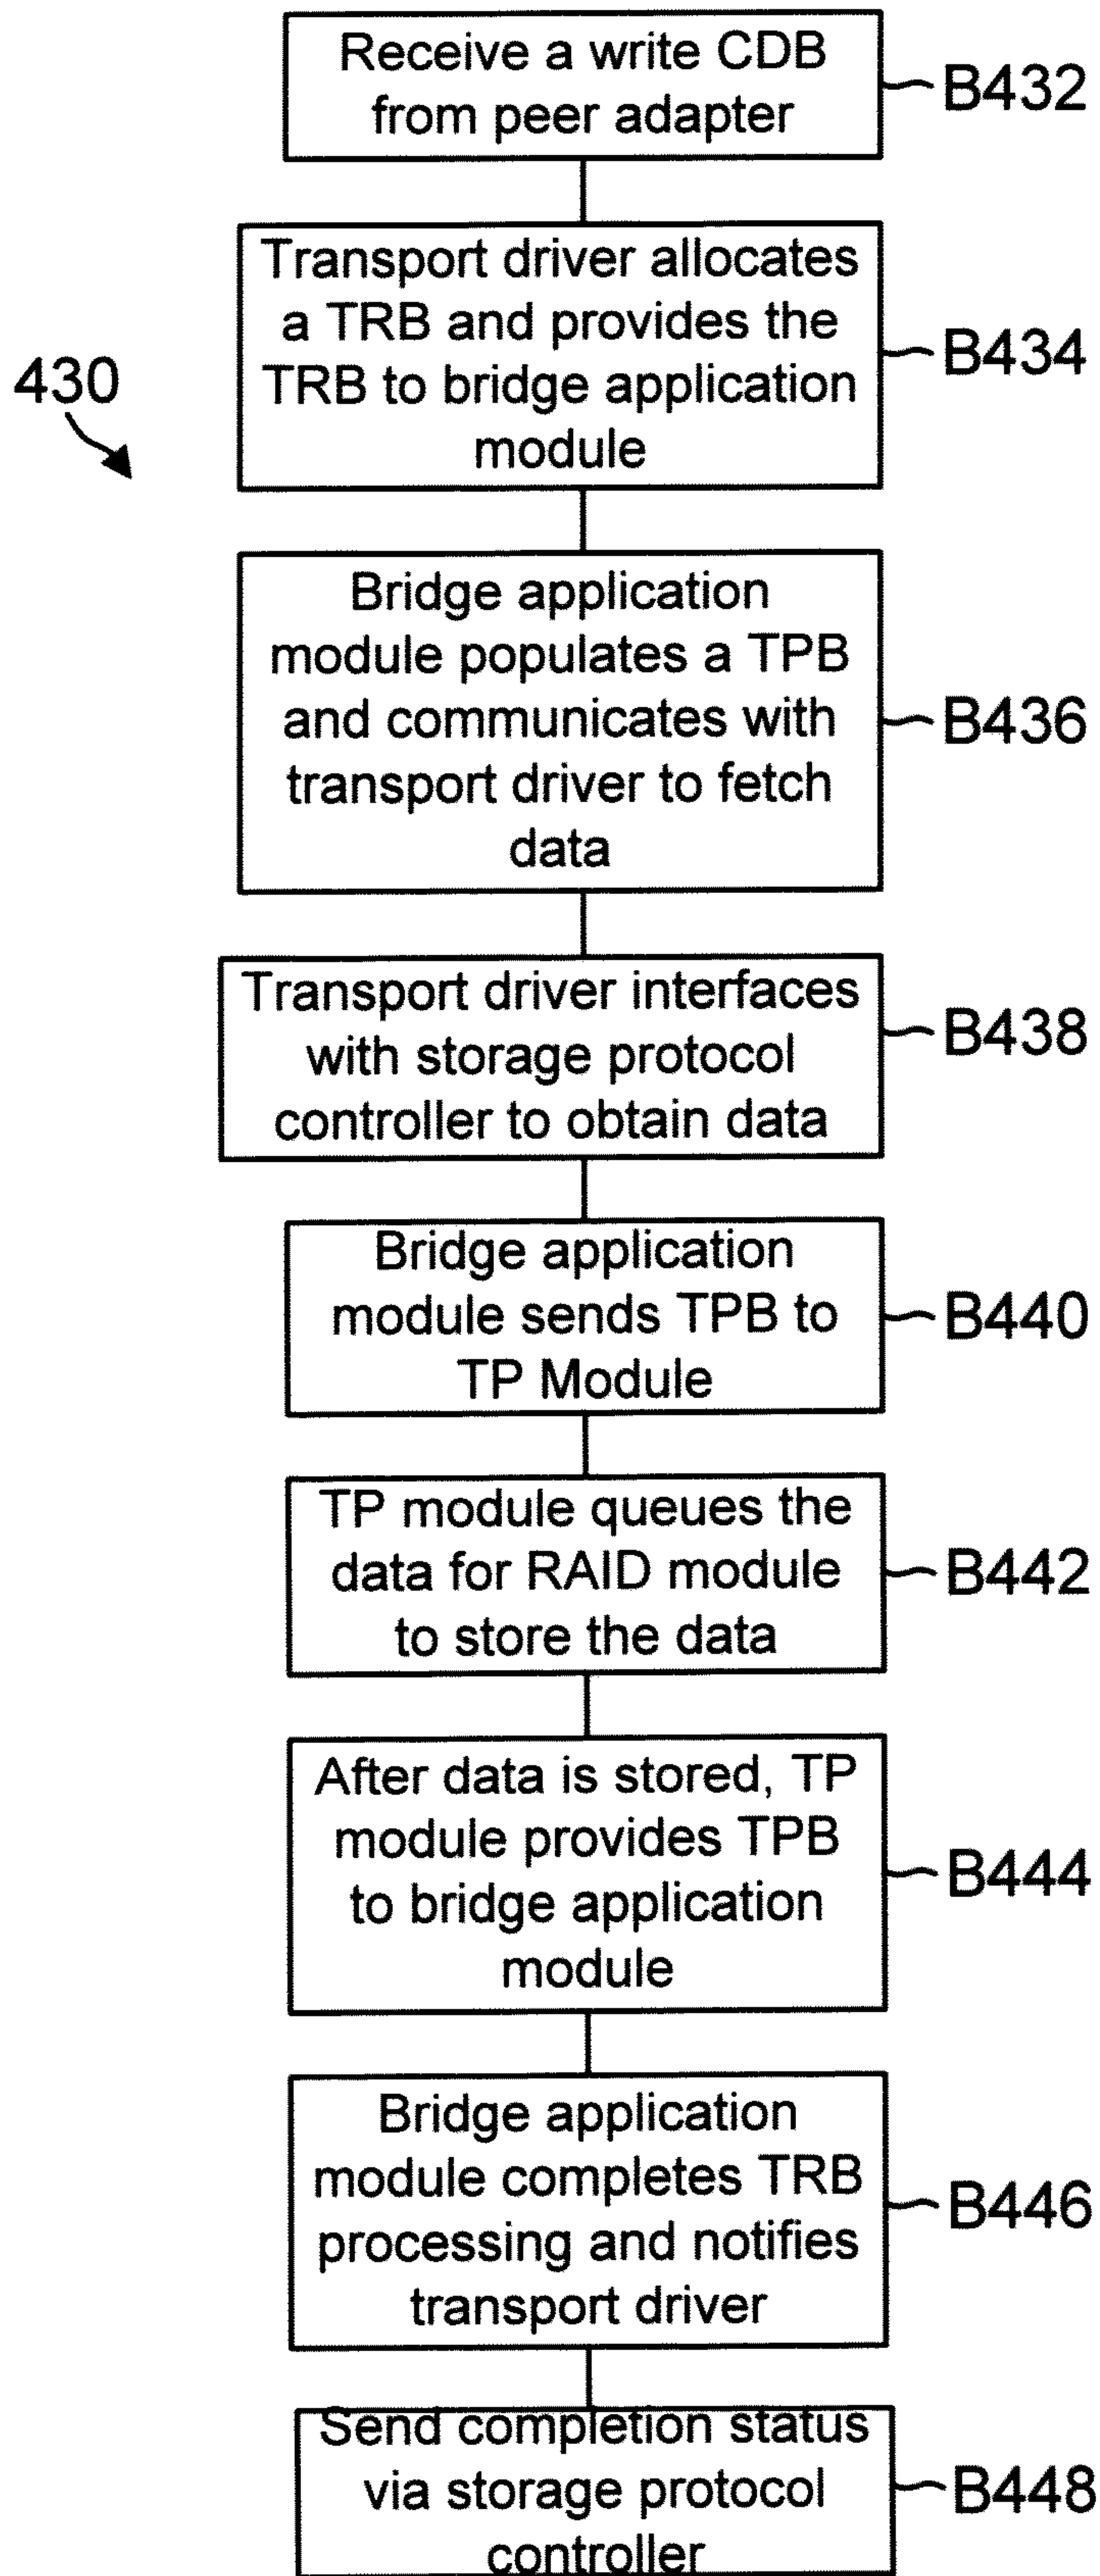 Receive a write CDB
from peer adapter
B432
Transport driver allocates
a TRB and provides the
TRB to bridge application
module
B434
430
Bridge application
module populates a TPB
and communicates with
transport driver to fetch
data
B436
Transport driver interfaces
with storage protocol
controller to obtain data
B438
Bridge application
module sends TPB to
TP Module
B440
TP module queues the
data for RAID module
to store the data
B442
After data is stored, TP
module provides TPB
to bridge application
module
B444
Bridge application
module completes TRB
processing and notifies
transport driver
B446
Send completion status
via storage protocol
controller
B448